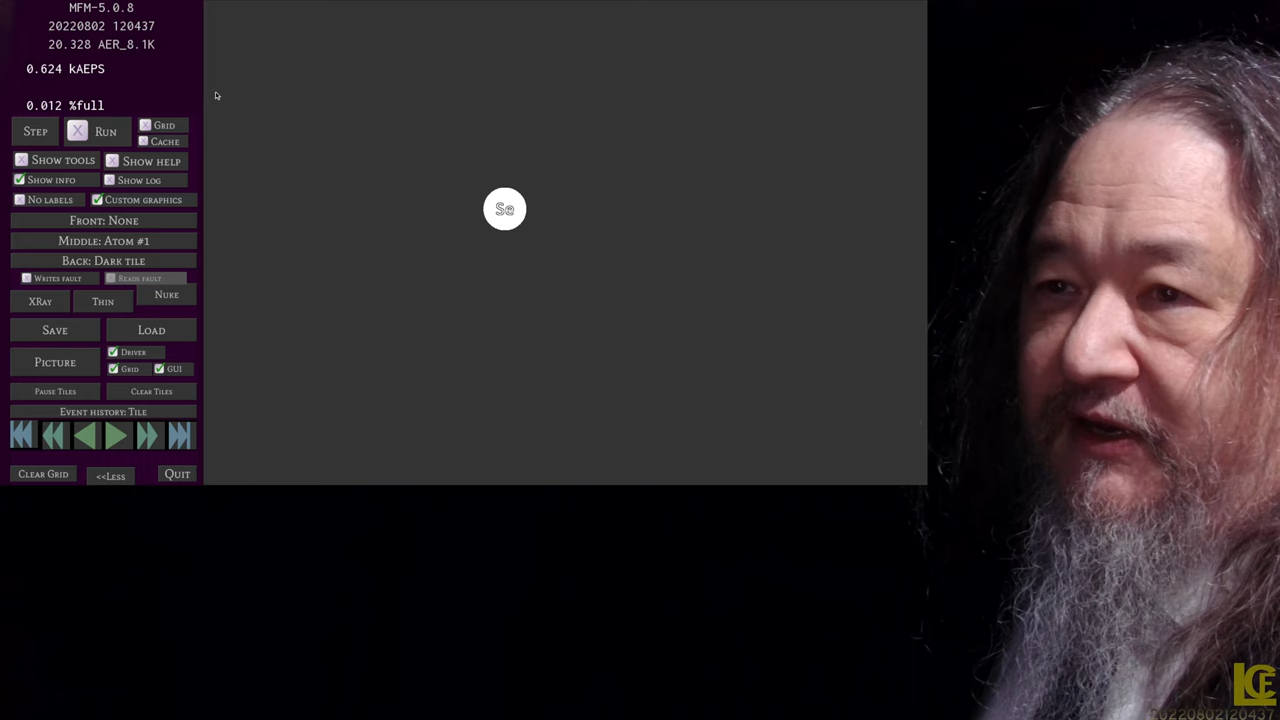 MFM-5.0.8
20220802 120437
20.328 AER_8.1K
0.624 kAEPS
0.012 %full
Step
Run
Grid
Cache
Show tools
Show help
Show info
Show log
No labels
Custom graphics
Front: None
Middle: Atom #1
Back: Dark tile
Writes fault
Reads fault
XRay
Thin
Nuke
Save
Load
Picture
Driver
Grid
GUI
Pause Tiles
Clear Tiles
Event history: Tile
Clear Grid
<<Less
Quit
Se
LCF
20220802120437